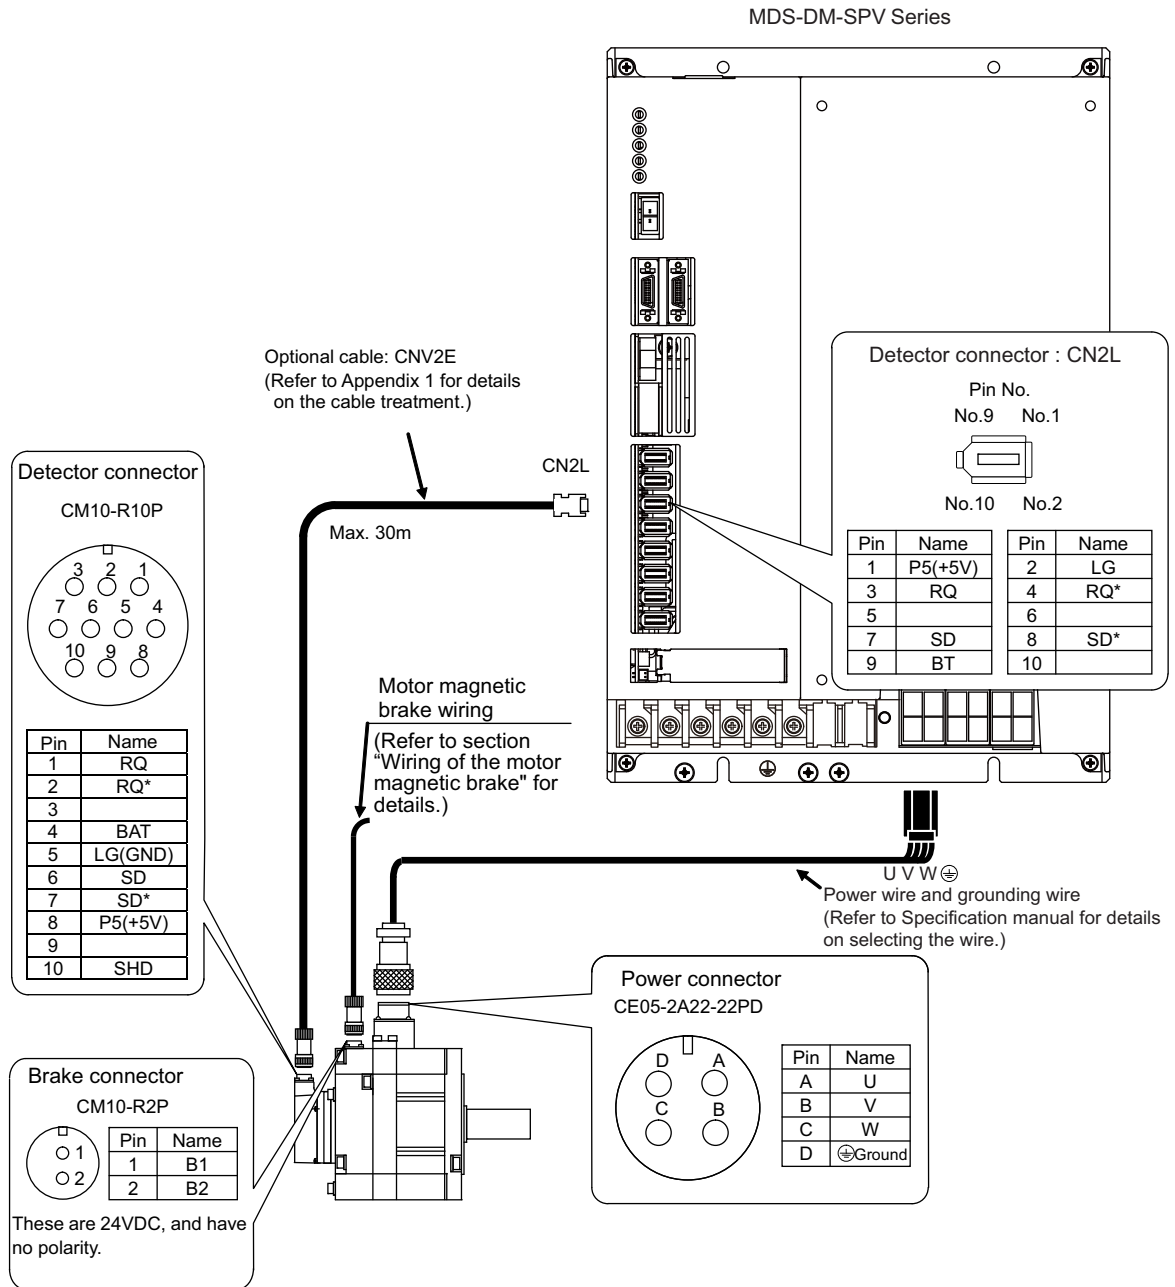 MDS-DM-SPV Series
Optional cable: CNV2E
(Refer to Appendix 1 for details
on the cable treatment.)
CN2L
Max. 30m
Detector connector : CN2L
Pin No.
No.9 No.1
No.10 No.2
Pin Name Pin Name
1 P5(+5V) 2 LG
3 RQ 4 RQ*
5 6
7 SD 8 SD*
9 BT 10
Detector connector
CM10-R10P
3 2 1
7 6 5 4
10 9 8
Pin Name
1 RQ
2 RQ*
3
4 BAT
5 LG(GND)
6 SD
7 SD*
8 P5(+5V)
9
10 SHD
Motor magnetic
brake wiring
(Refer to section
“Wiring of the motor
magnetic brake" for
details.)
U V W
Power wire and grounding wire
(Refer to Specification manual for details
on selecting the wire.)
Power connector
CE05-2A22-22PD
D A
C B
Pin Name
A U
B V
C W
D Ground
Brake connector
CM10-R2P
1
2
Pin Name
1 B1
2 B2
These are 24VDC, and have
no polarity.